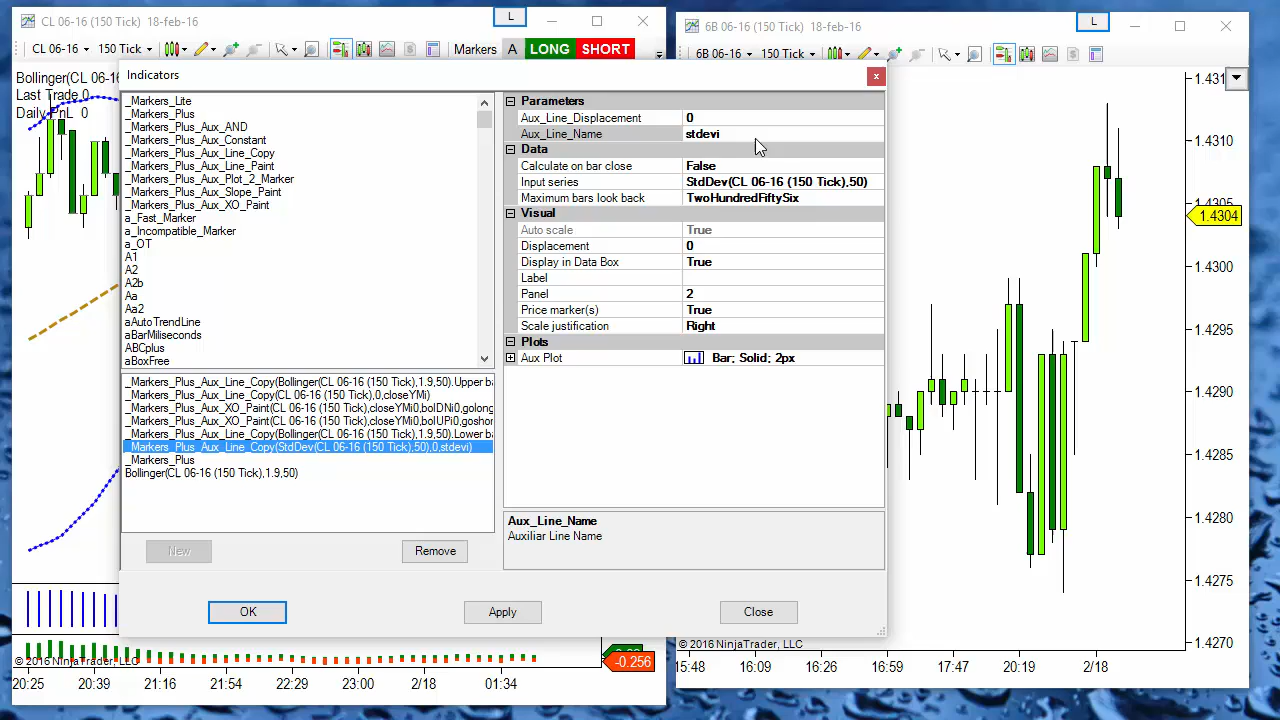 CL 06-16 (150 Tick) 18-feb-16
L
CL 06-16
150 Tick
Markers
A
LONG
SHORT
Bollinger(CL 06-16
Last Trade 0
Daily PnL 0
6B 06-16 (150 Tick) 18-feb-16
L
6B 06-16
150 Tick
Indicators
_Markers_Lite
_Markers_Plus
_Markers_Plus_Aux_AND
_Markers_Plus_Aux_Constant
_Markers_Plus_Aux_Line_Copy
_Markers_Plus_Aux_Line_Paint
_Markers_Plus_Aux_Plot_2_Marker
_Markers_Plus_Aux_Slope_Paint
_Markers_Plus_Aux_XO_Paint
a_Fast_Marker
a_Incompatible_Marker
a_OT
A1
A2
A2b
Aa
Aa2
aAutoTrendLine
aBarMiliseconds
ABCplus
aBoxFree
_Markers_Plus_Aux_Line_Copy(Bollinger(CL 06-16 (150 Tick),1.9,50).Upper ba
_Markers_Plus_Aux_Line_Copy(CL 06-16 (150 Tick),0,closeYMi)
_Markers_Plus_Aux_XO_Paint(CL 06-16 (150 Tick),closeYMi0,bolDNi0,golong
_Markers_Plus_Aux_XO_Paint(CL 06-16 (150 Tick),closeYMi0,bolUPi0,goshor
_Markers_Plus_Aux_Line_Copy(Bollinger(CL 06-16 (150 Tick),1.9,50).Lower ba
_Markers_Plus_Aux_Line_Copy(StdDev(CL 06-16 (150 Tick),50),0,stdevi)
_Markers_Plus
Bollinger(CL 06-16 (150 Tick),1.9,50)
New
Remove
Parameters
Aux_Line_Displacement 0
Aux_Line_Name stdevi
Data
Calculate on bar close False
Input series StdDev(CL 06-16 (150 Tick),50)
Maximum bars look back TwoHundredFiftySix
Visual
Auto scale True
Displacement 0
Display in Data Box True
Label
Panel 2
Price marker(s) True
Scale justification Right
Plots
Aux Plot Bar; Solid; 2px
Aux_Line_Name
Auxiliar Line Name
OK
Apply
Close
1.4310
1.4305
1.4304
1.4300
1.4295
1.4290
1.4285
1.4280
1.4275
1.4270
© 2016 NinjaTrader, LLC
-0.256
20:25 20:39 21:16 21:54 22:29 23:00 2/18 01:34
© 2016 NinjaTrader, LLC
15:48 16:09 16:26 16:59 17:47 20:19 2/18